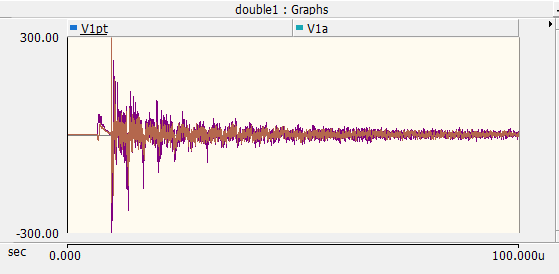 double1 : Graphs
V1pt V1a
300.00
-300.00
sec 0.000 100.000u